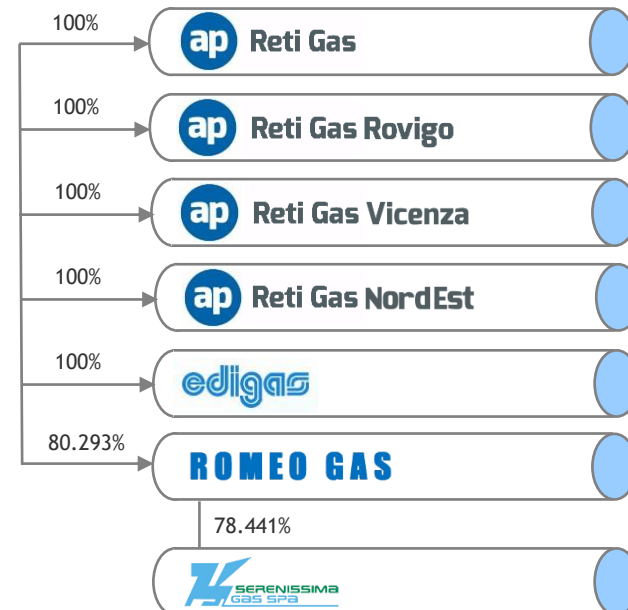 100%
ap Reti Gas
100%
ap Reti Gas Rovigo
100%
ap Reti Gas Vicenza
100%
ap Reti Gas NordEst
100%
edigas
80.293%
ROMEO GAS
78.441%
SERENISSIMA
GAS SPA